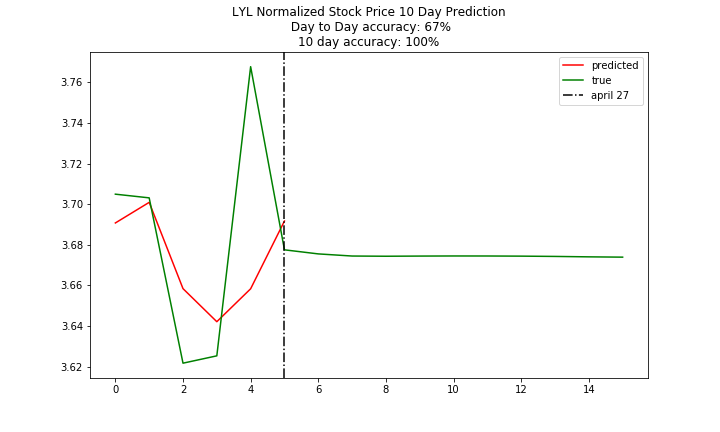 LYL Normalized Stock Price 10 Day Prediction
Day to Day accuracy: 67%
10 day accuracy: 100%
predicted
true
april 27
3.76
3.74
3.72
3.70
3.68
3.66
3.64
3.62
0 2 4 6 8 10 12 14